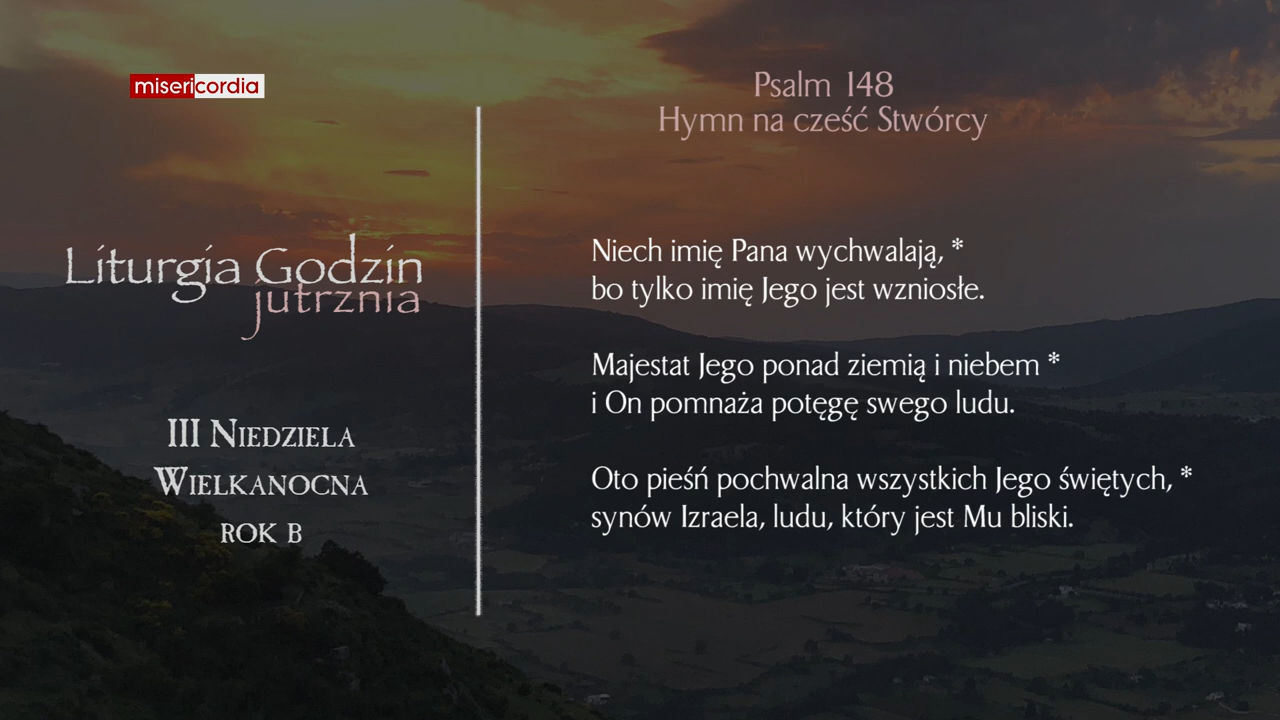 misericordia
Liturgia Godzin
jutrznia
III Niedziela
Wielkanocna
rok B
Psalm 148
Hymn na cześć Stwórcy
Niech imię Pana wychwalają, *
bo tylko imię Jego jest wzniosłe.
Majestat Jego ponad ziemią i niebem *
i On pomnaża potęgę swego ludu.
Oto pieśń pochwalna wszystkich Jego świętych, *
synów Izraela, ludu, który jest Mu bliski.